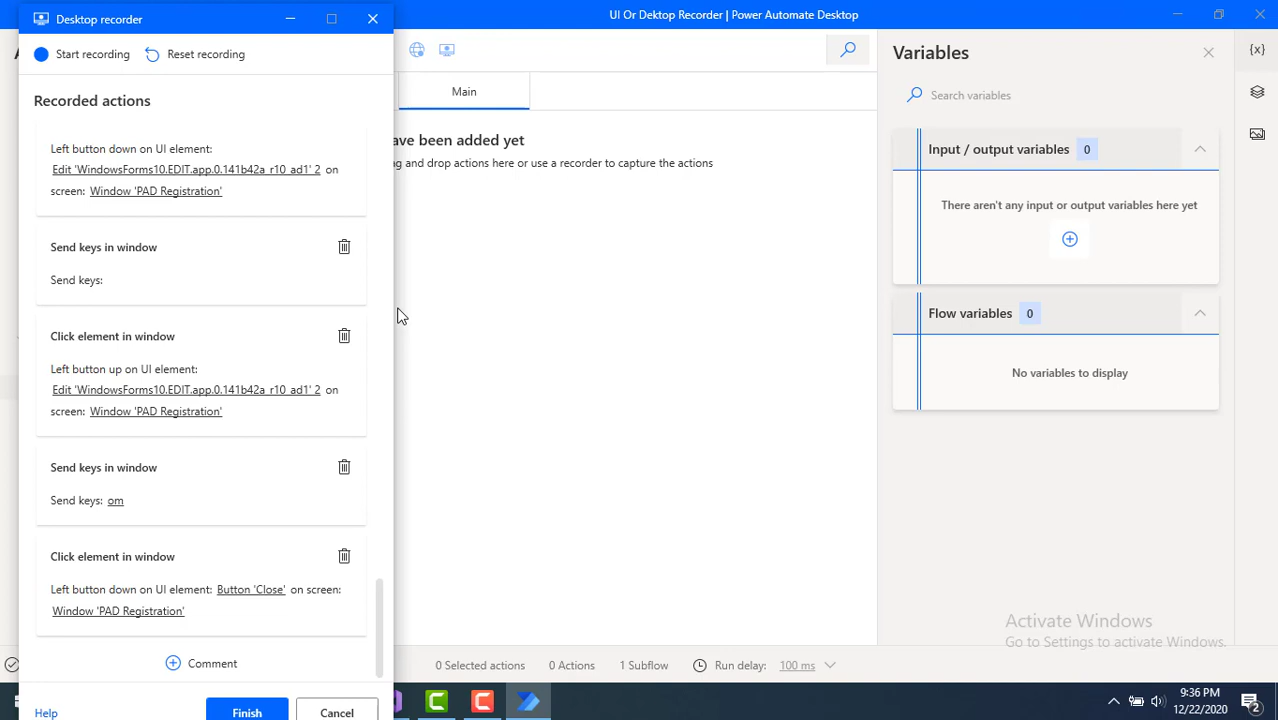 Desktop recorder
UI Or Dektop Recorder | Power Automate Desktop
Start recording
Reset recording
Recorded actions
Left button down on UI element:
Edit 'WindowsForms10.EDIT.app.0.141b42a_r10_ad1' 2 on
screen: Window 'PAD Registration'
Send keys in window
Send keys:
Click element in window
Left button up on UI element:
Edit 'WindowsForms10.EDIT.app.0.141b42a_r10_ad1' 2 on
screen: Window 'PAD Registration'
Send keys in window
Send keys: om
Click element in window
Left button down on UI element: Button 'Close' on screen:
Window 'PAD Registration'
Comment
Help
Finish
Cancel
Main
ave been added yet
ng and drop actions here or use a recorder to capture the actions
Variables
{x}
Search variables
Input / output variables 0
There aren't any input or output variables here yet
Flow variables 0
No variables to display
Activate Windows
Go to Settings to activate Windows.
0 Selected actions
0 Actions
1 Subflow
Run delay: 100 ms
9:36 PM
12/22/2020
2